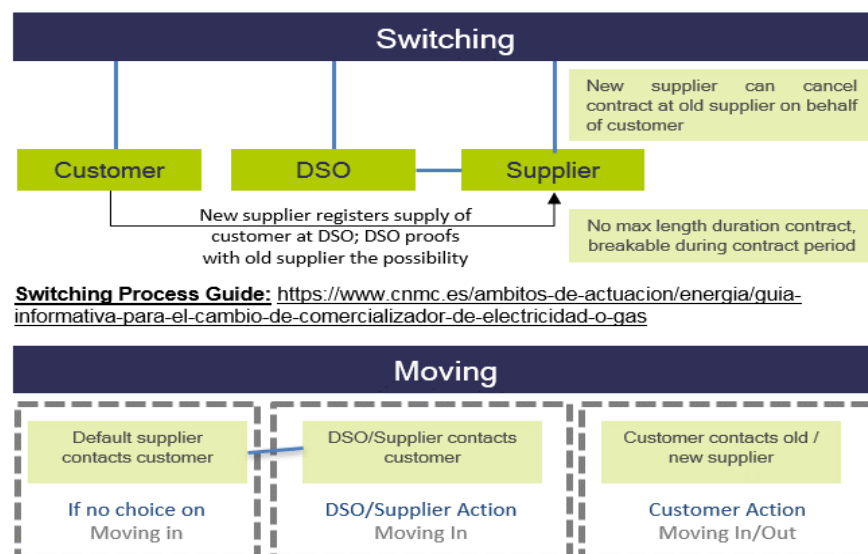 Switching
New supplier can cancel
contract at old supplier on behalf
of customer
Customer
DSO
Supplier
New supplier registers supply of
customer at DSO; DSO proofs
with old supplier the possibility
No max length duration contract,
breakable during contract period
Switching Process Guide: https://www.cnmc.es/ambitos-de-actuacion/energia/guia-
informativa-para-el-cambio-de-comercializador-de-electricidad-o-gas
Moving
Default supplier
contacts customer
If no choice on
Moving in
DSO/Supplier contacts
customer
DSO/Supplier Action
Moving In
Customer contacts old /
new supplier
Customer Action
Moving In/Out